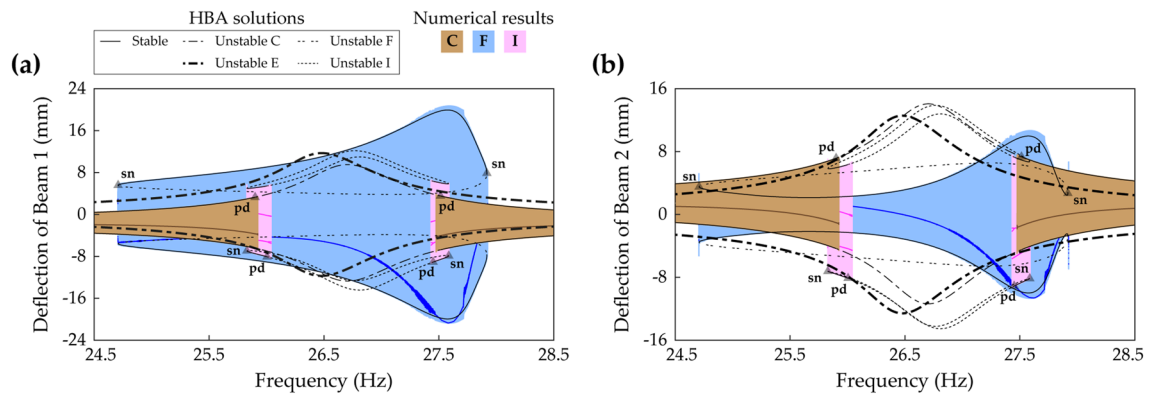 HBA solutions
Numerical results
Stable
Unstable C
Unstable F
Unstable E
Unstable I
C
F
I
(a)
Deflection of Beam 1 (mm)
24
16
8
0
-8
-16
-24
sn
sn
pd
pd
sn
pd
pd
sn
24.5
25.5
26.5
27.5
28.5
Frequency (Hz)
(b)
Deflection of Beam 2 (mm)
16
8
0
-8
-16
sn
pd
pd
sn
sn
pd
sn
pd
24.5
25.5
26.5
27.5
28.5
Frequency (Hz)